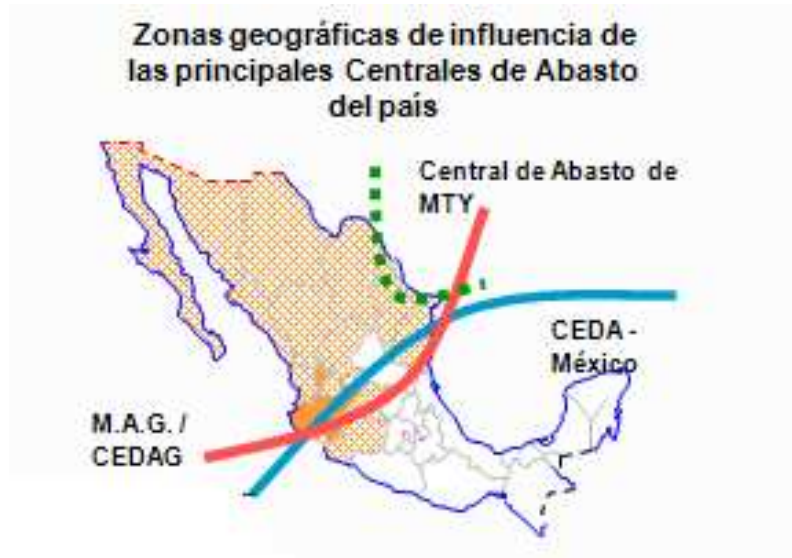 Zonas geográficas de influencia de
las principales Centrales de Abasto
del país
Central de Abasto de
MTY
CEDA -
México
M.A.G. /
CEDAG